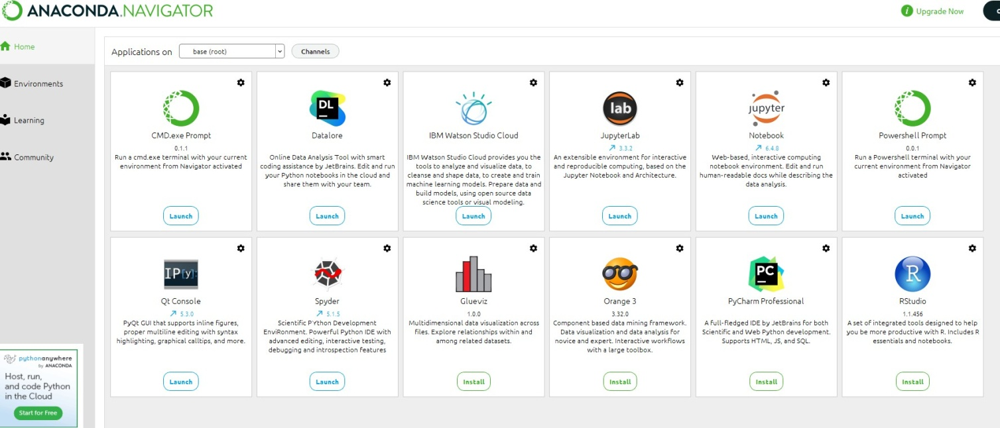 ANACONDA.NAVIGATOR
Upgrade Now
Home
Environments
Learning
Community
Applications on
base (root)
Channels
CMD.exe Prompt
0.1.1
Run a cmd.exe terminal with your current
environment from Navigator activated
Launch
DL
Datalore
Online Data Analysis Tool with smart
coding assistance by JetBrains. Edit and run
your Python notebooks in the cloud and
share them with your team.
Launch
IBM Watson Studio Cloud
IBM Watson Studio Cloud provides you the
tools to analyze and visualize data, to
cleanse and shape data, to create and train
machine learning models. Prepare data and
build models, using open source data
science tools or visual modeling.
Launch
lab
JupyterLab
3.3.2
An extensible environment for interactive
and reproducible computing, based on the
Jupyter Notebook and Architecture.
Launch
jupyter
Notebook
6.4.8
Web-based, interactive computing
notebook environment. Edit and run
human-readable docs while describing the
data analysis.
Launch
Powershell Prompt
0.0.1
Run a Powershell terminal with your
current environment from Navigator
activated
Launch
IP[y]:
Qt Console
5.3.0
PyQt GUI that supports inline figures,
proper multiline editing with syntax
highlighting, graphical calltips, and more.
Launch
Spyder
5.1.5
Scientific PYthon Development
EnviRonment. Powerful Python IDE with
advanced editing, interactive testing,
debugging and introspection features
Launch
Glueviz
1.0.0
Multidimensional data visualization across
files. Explore relationships within and
among related datasets.
Install
Orange 3
3.32.0
Component based data mining framework.
Data visualization and data analysis for
novice and expert. Interactive workflows
with a large toolbox.
Install
PC
PyCharm Professional
A full-fledged IDE by JetBrains for both
Scientific and Web Python development.
Supports HTML, JS, and SQL.
Install
R
RStudio
1.1.456
A set of integrated tools designed to help
you be more productive with R. Includes R
essentials and notebooks.
Install
pythonanywhere
by ANACONDA
Host, run,
and code Python
in the Cloud
Start for Free